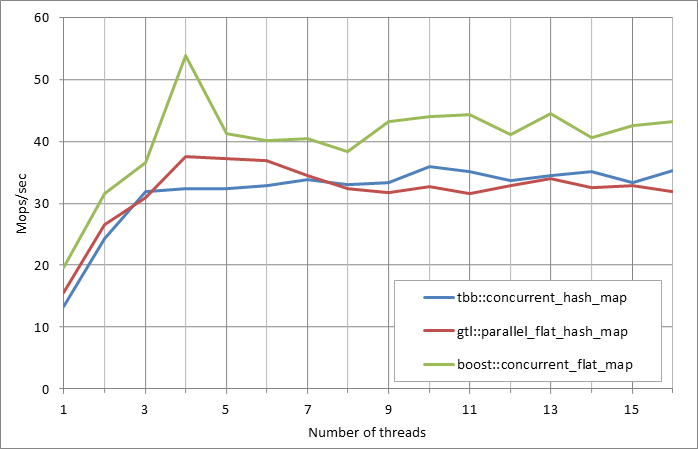 60
50
40
30
20
10
0
Mops/sec
tbb::concurrent_hash_map
gtl::parallel_flat_hash_map
boost::concurrent_flat_map
1 3 5 7 9 11 13 15
Number of threads